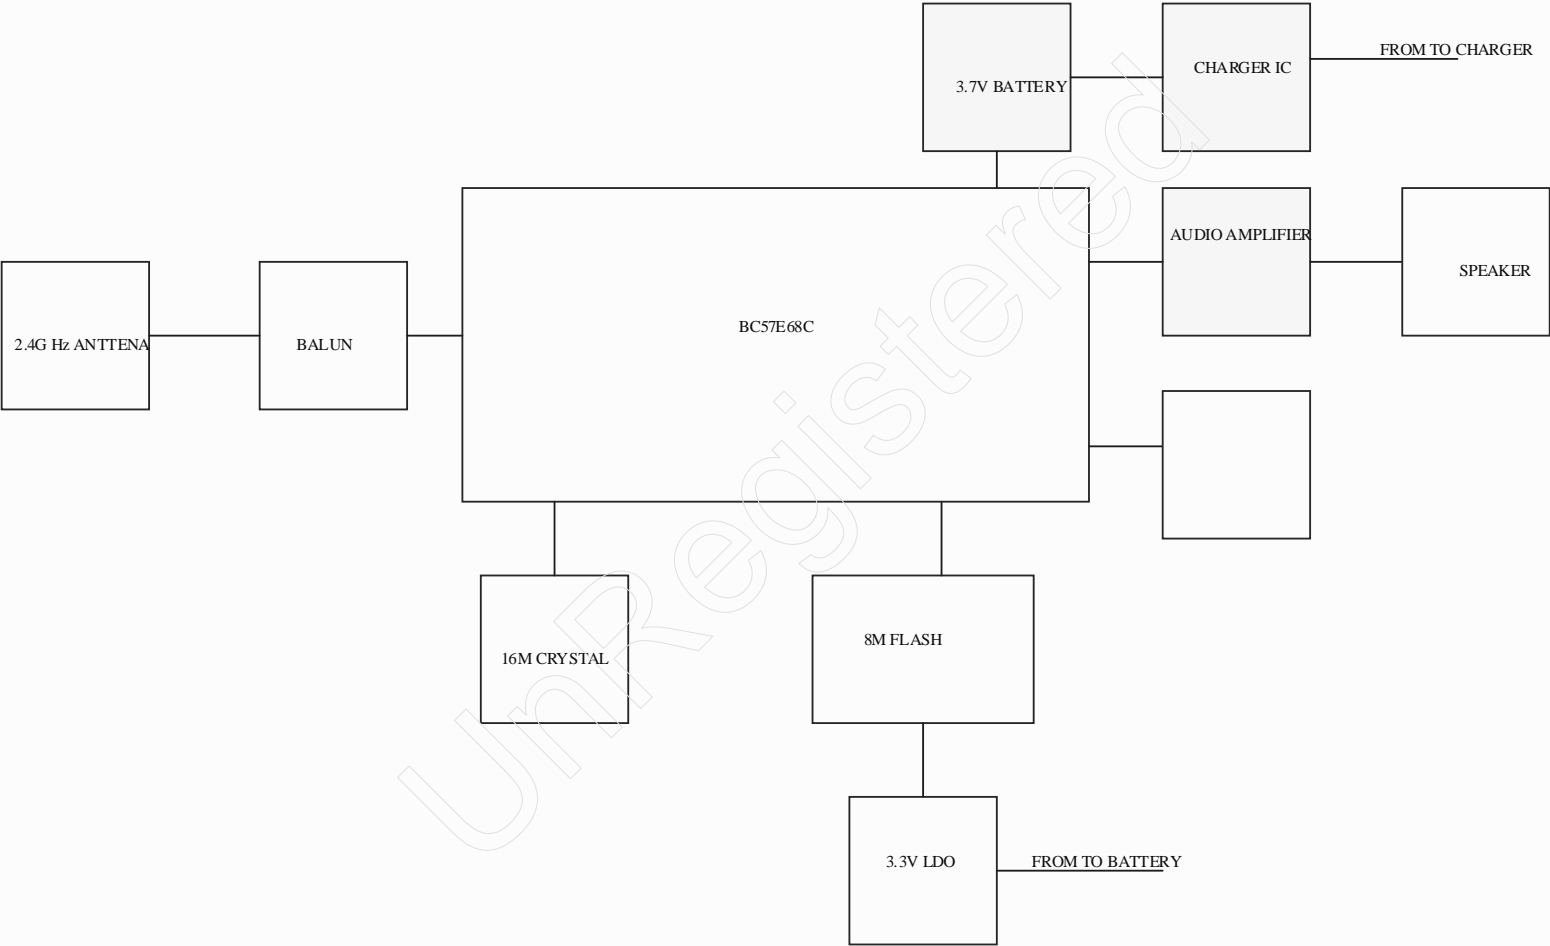 FROM TO CHARGER
CHARGER IC
3.7V BATTERY
AUDIO AMPLIFIER
SPEAKER
BC57E68C
2.4G Hz ANTTENA
BALUN
8M FLASH
16M CRYSTAL
3.3V LDO
FROM TO BATTERY
UnRegistered